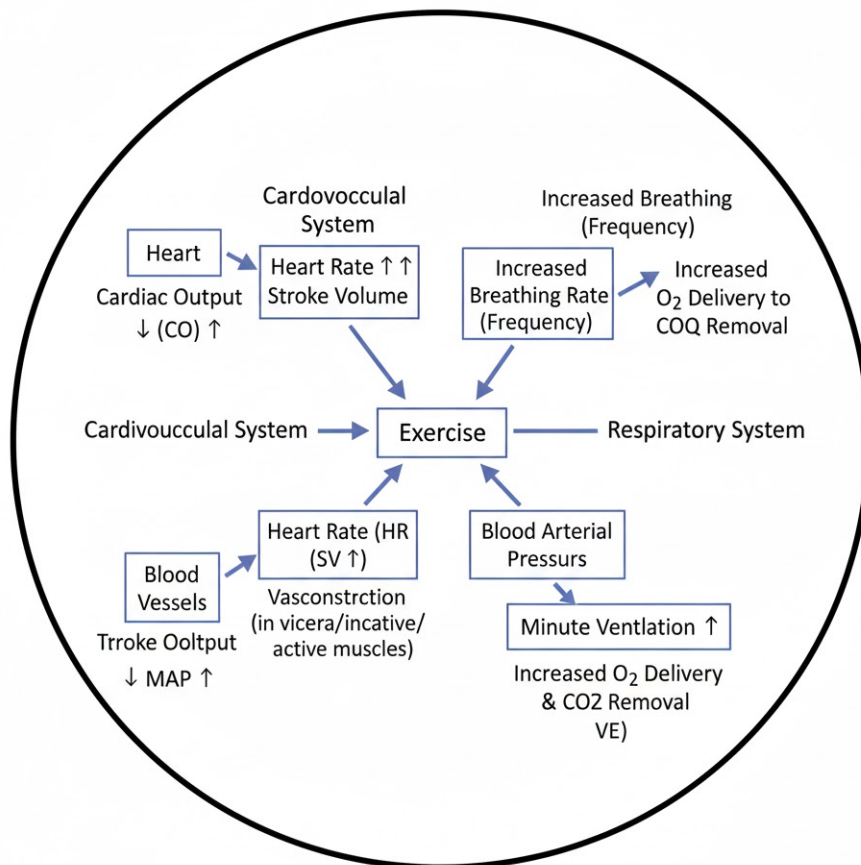 Cardovocculal
System
Heart
Heart Rate ↑ ↑
Stroke Volume
Cardiac Output
↓ (CO) ↑
Increased Breathing
(Frequency)
Increased
Breathing Rate
(Frequency)
Increased
O₂ Delivery to
COQ Removal
Cardivoucculal System
Exercise
Respiratory System
Heart Rate (HR
(SV ↑)
Blood
Vessels
Vasconstrction
(in vicera/incative/
active muscles)
Trroke Ooltput
↓ MAP ↑
Blood Arterial
Pressurs
Minute Ventlation ↑
Increased O₂ Delivery
& CO2 Removal
VE)